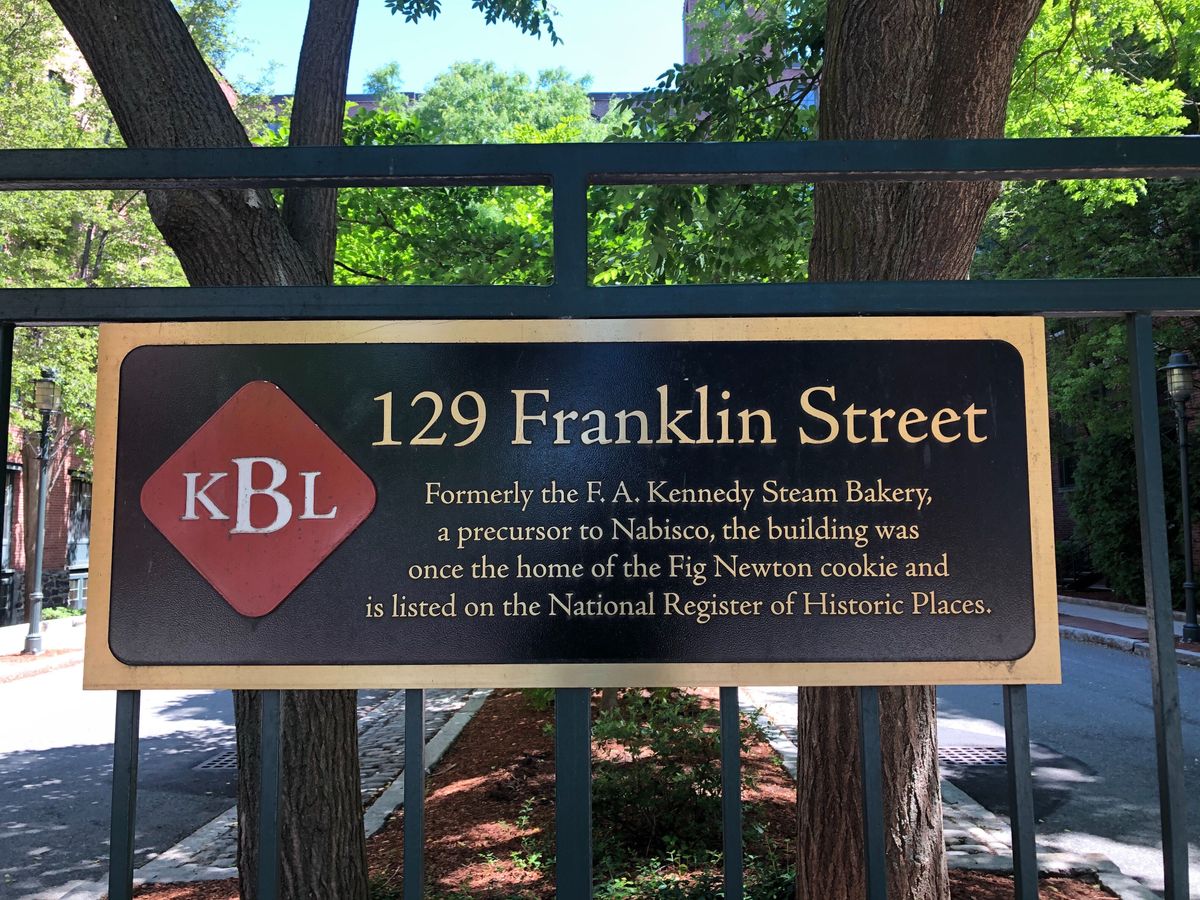 KBL
129 Franklin Street
Formerly the F. A. Kennedy Steam Bakery,
a precursor to Nabisco, the building was
once the home of the Fig Newton cookie and
is listed on the National Register of Historic Places.